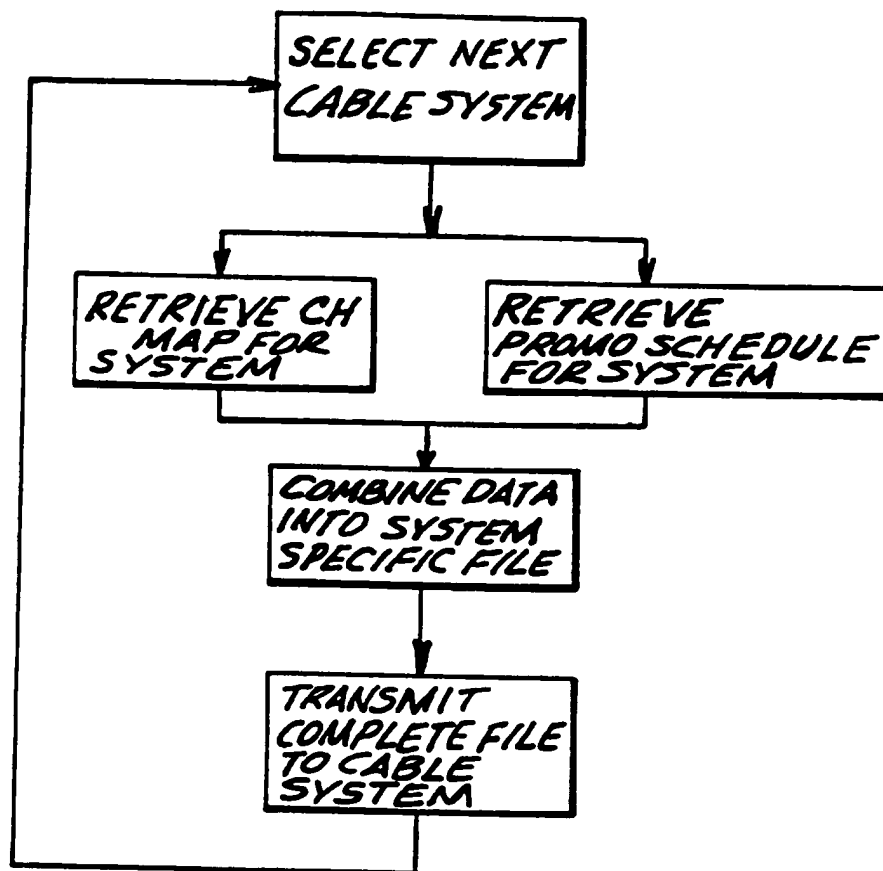 SELECT NEXT
CABLE SYSTEM
RETRIEVE CH
MAP FOR
SYSTEM
RETRIEVE
PROMO SCHEDULE
FOR SYSTEM
COMBINE DATA
INTO SYSTEM
SPECIFIC FILE
TRANSMIT
COMPLETE FILE
TO CABLE
SYSTEM